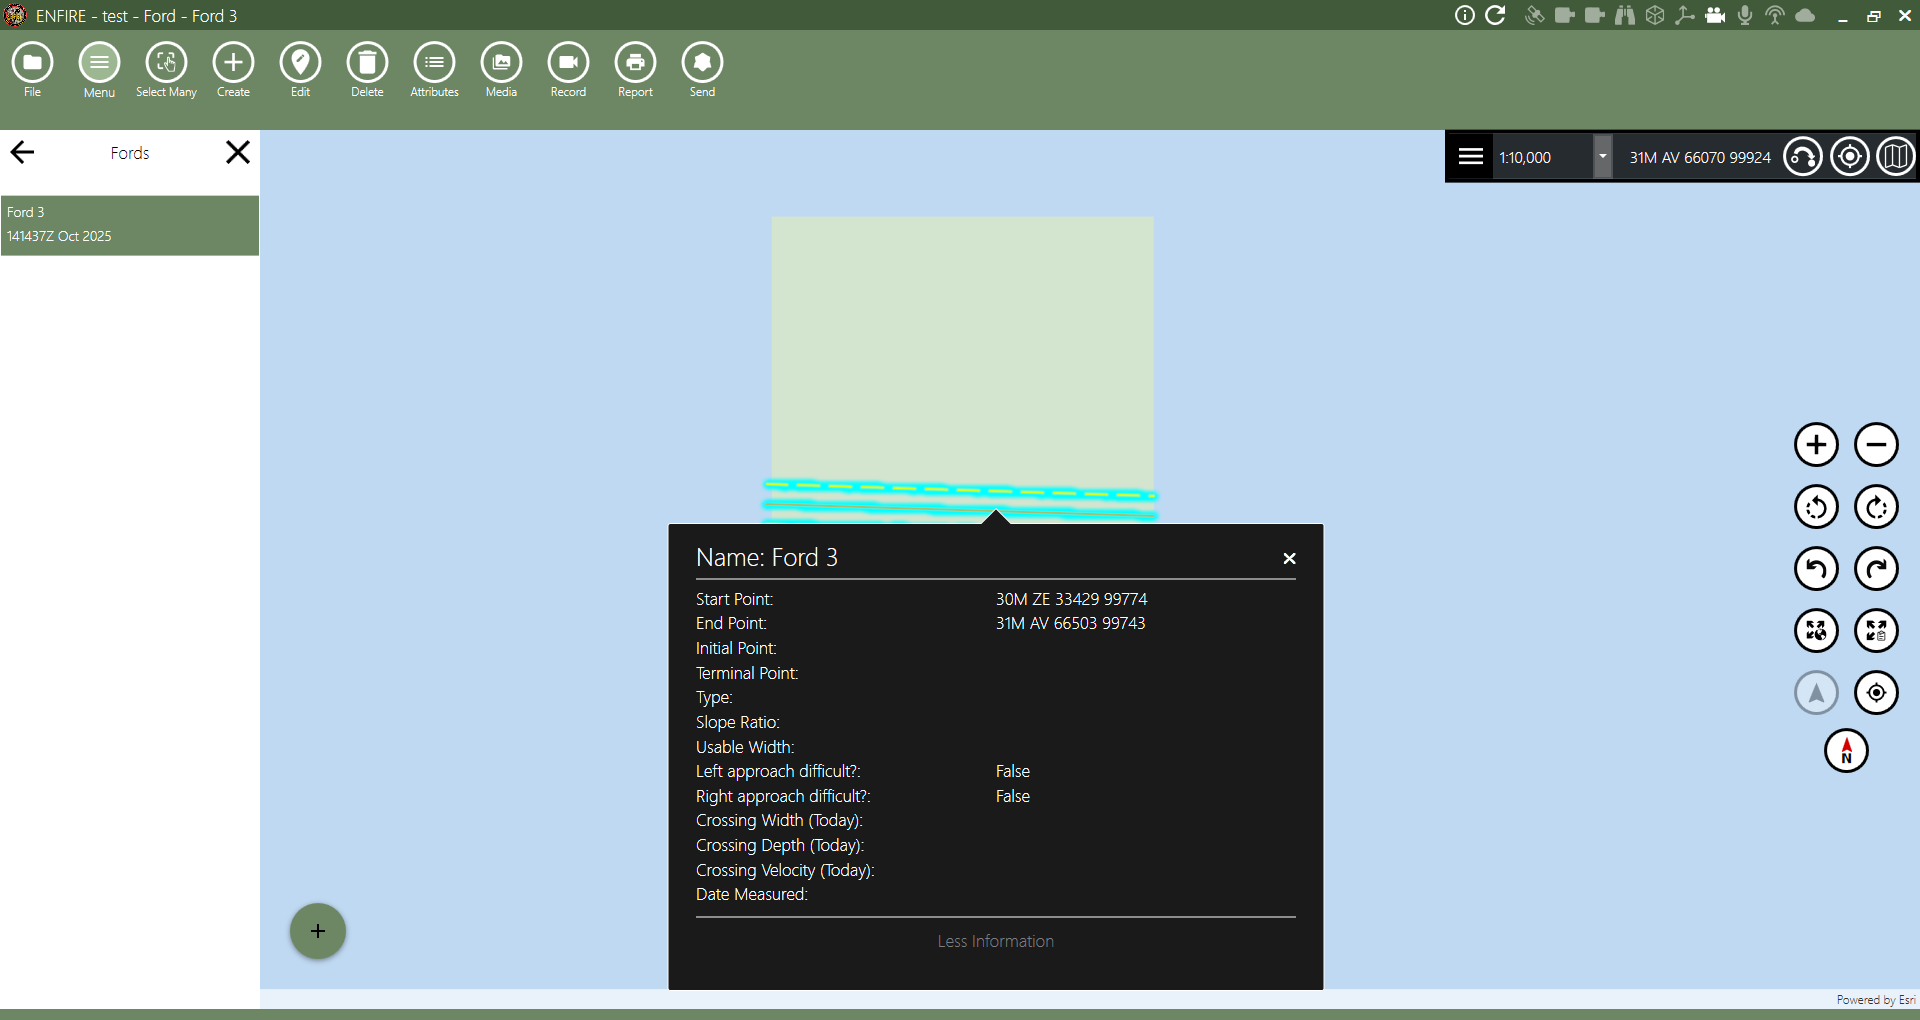 ENFIRE - test - Ford - Ford 3
File
Menu
Select Many
Create
Edit
Delete
Attributes
Media
Record
Report
Send
Fords
Ford 3
141437Z Oct 2025
1:10,000
31M AV 66070 99924
Name: Ford 3
Start Point: 30M ZE 33429 99774
End Point: 31M AV 66503 99743
Initial Point:
Terminal Point:
Type:
Slope Ratio:
Usable Width:
Left approach difficult?: False
Right approach difficult?: False
Crossing Width (Today):
Crossing Depth (Today):
Crossing Velocity (Today):
Date Measured:
Less Information
N
Powered by Esri